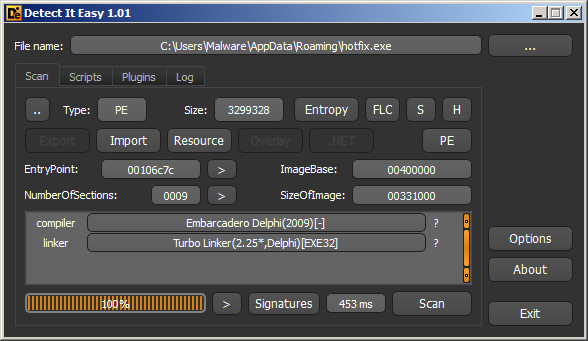 Detect It Easy 1.01
File name: C:\Users\Malware\AppData\Roaming\hotfix.exe ...
Scan Scripts Plugins Log
.. Type: PE Size: 3299328 Entropy FLC S H
Export Import Resource Overlay .NET PE
EntryPoint: 00106c7c > ImageBase: 00400000
NumberOfSections: 0009 > SizeOfImage: 00331000
compiler Embarcadero Delphi(2009)[-] ?
linker Turbo Linker(2.25*,Delphi)[EXE32] ?
Options
About
100% > Signatures 453 ms Scan
Exit